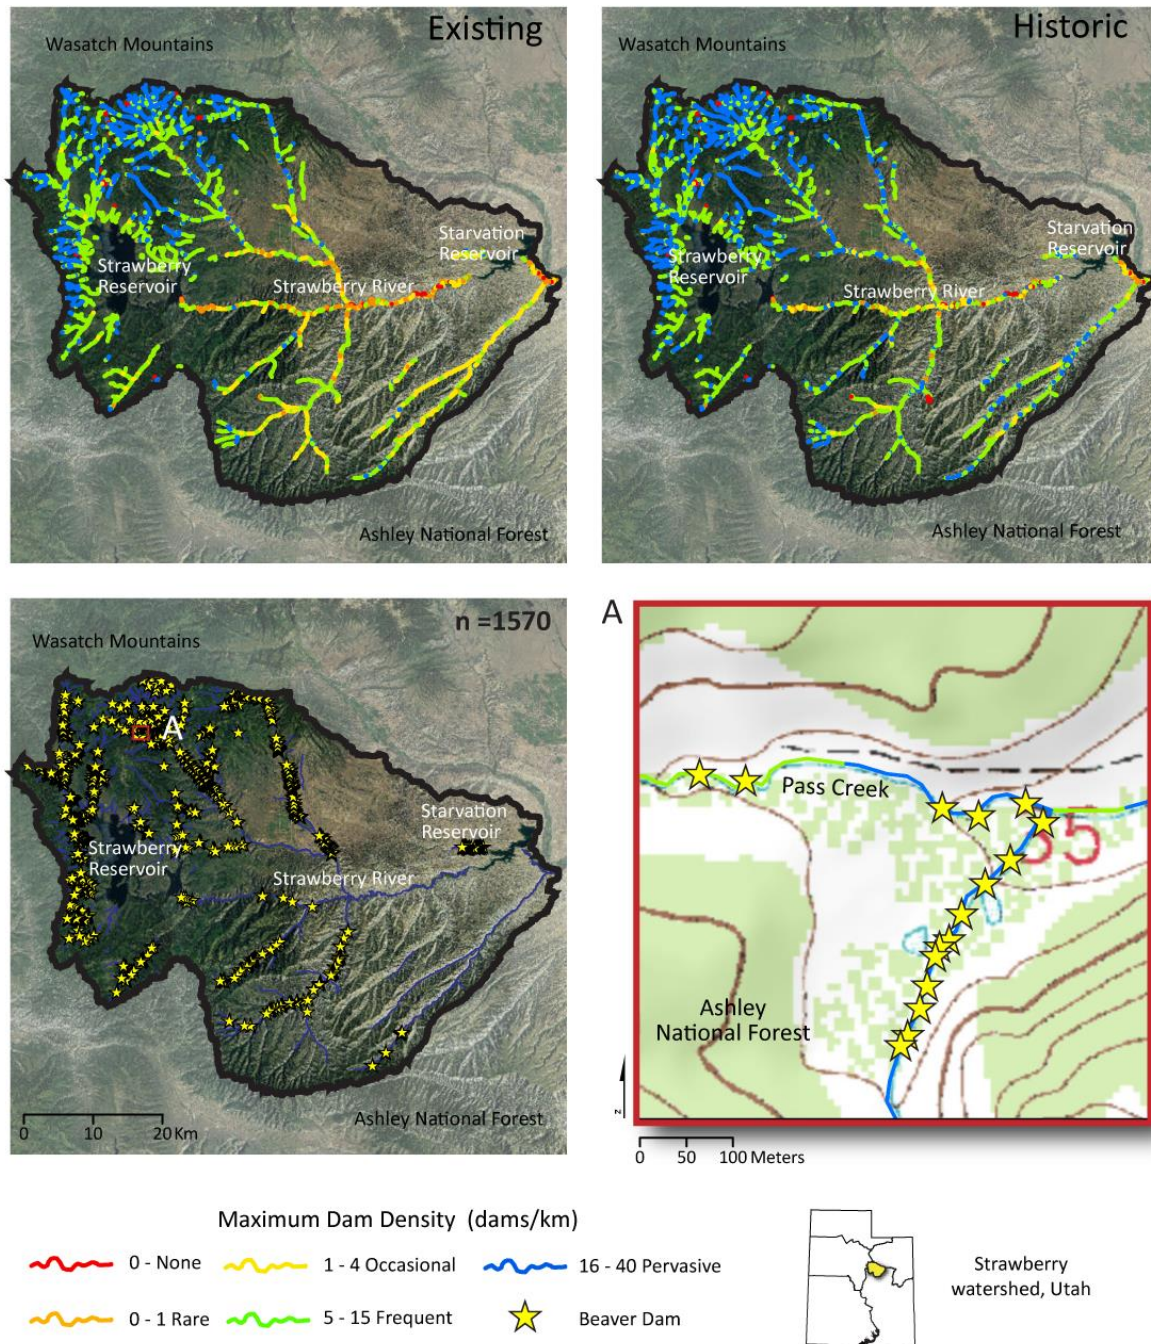 Existing
Wasatch Mountains
Strawberry
Reservoir
Strawberry River
Starvation
Reservoir
Ashley National Forest
Historic
Wasatch Mountains
Strawberry
Reservoir
Strawberry River
Starvation
Reservoir
Ashley National Forest
n =1570
Wasatch Mountains
A
Strawberry
Reservoir
Strawberry River
Starvation
Reservoir
Ashley National Forest
0 10 20 Km
A
Pass Creek
35
Ashley
National Forest
z
0 50 100 Meters
Maximum Dam Density (dams/km)
0 - None
1 - 4 Occasional
16 - 40 Pervasive
0 - 1 Rare
5 - 15 Frequent
Beaver Dam
Strawberry
watershed, Utah